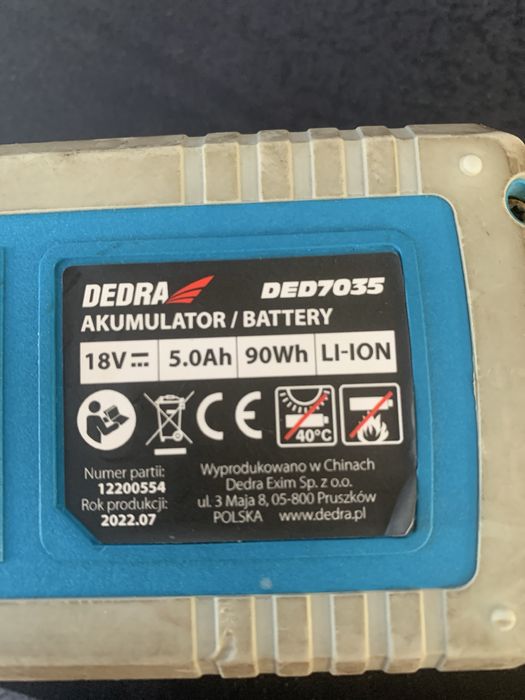 DEDRA DED7035
AKUMULATOR / BATTERY
18V 5.0Ah 90Wh LI-ION
CE 40°C
Numer partii:
12200554
Rok produkcji:
2022.07
Wyprodukowano w Chinach
Dedra Exim Sp. z o.o.
ul. 3 Maja 8, 05-800 Pruszków
POLSKA www.dedra.pl